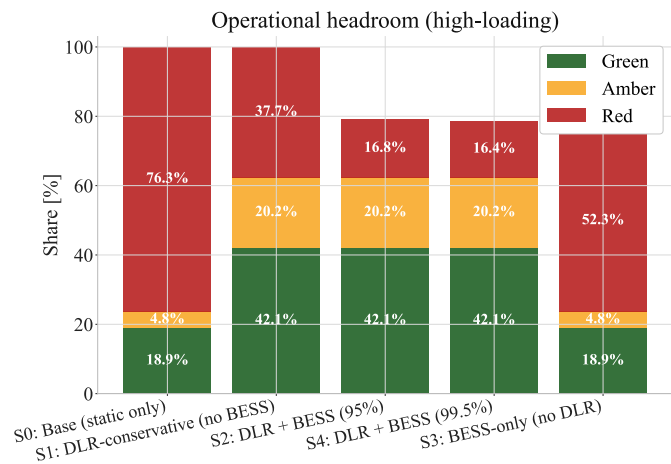 Operational headroom (high-loading)
Green
Amber
Red
Share [%]
100
80
60
40
20
0
76.3%
4.8%
18.9%
37.7%
20.2%
42.1%
16.8%
20.2%
42.1%
16.4%
20.2%
42.1%
52.3%
4.8%
18.9%
S0: Base (static only)
S1: DLR-conservative (no BESS)
S2: DLR + BESS (95%)
S4: DLR + BESS (99.5%)
S3: BESS-only (no DLR)